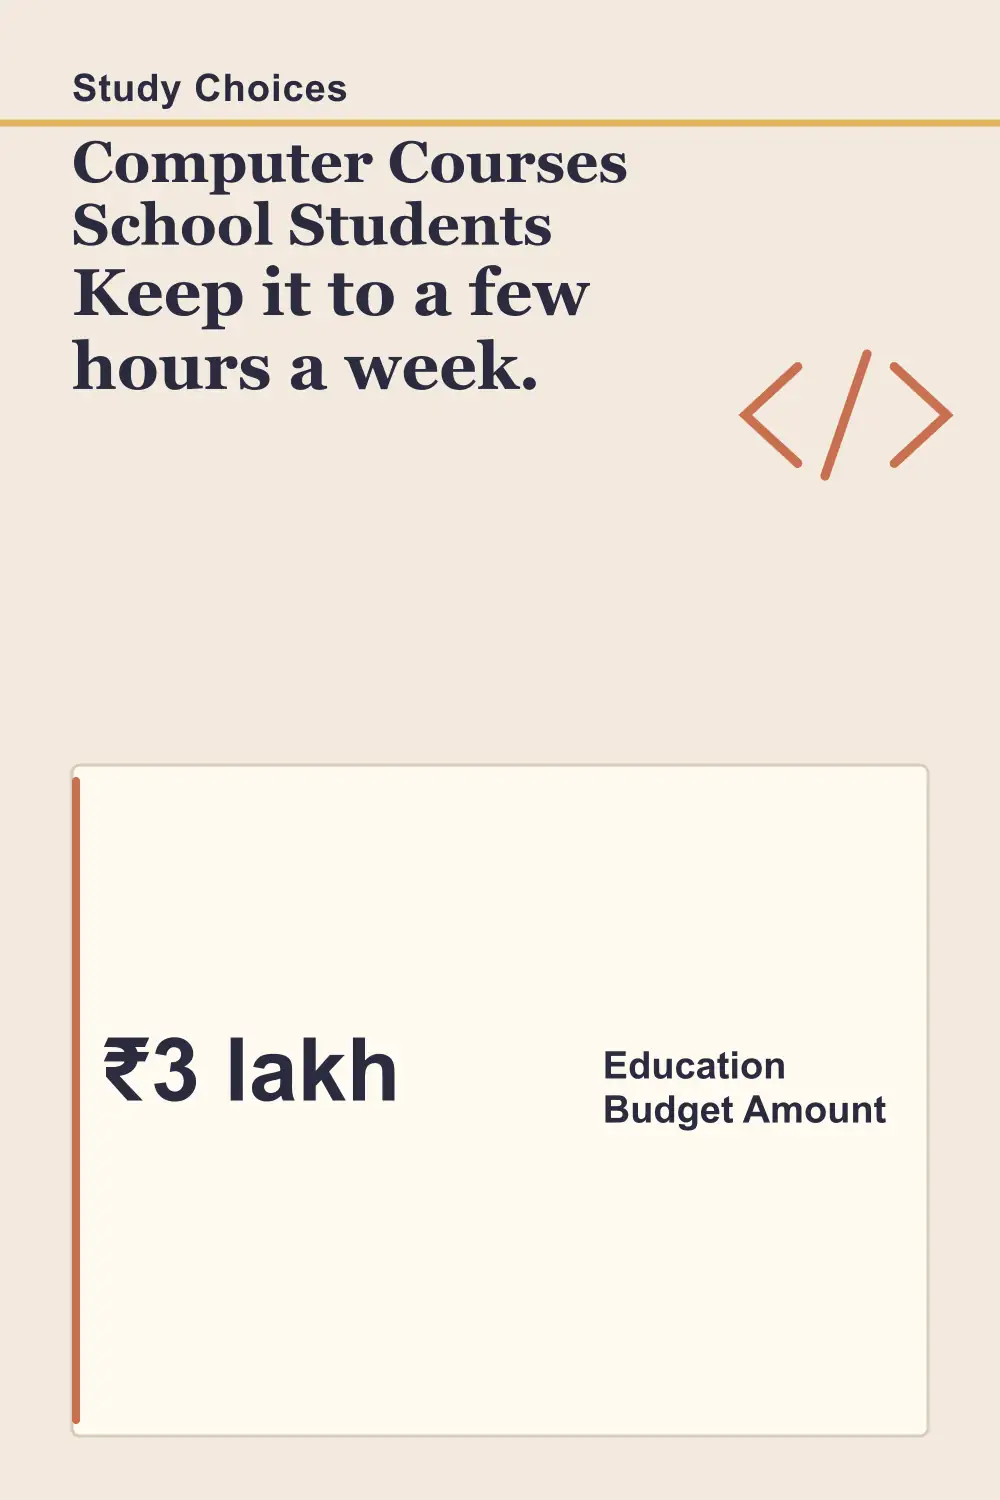 Study Choices
Computer Courses
School Students
Keep it to a few
hours a week.
</>
₹3 lakh
Education
Budget Amount